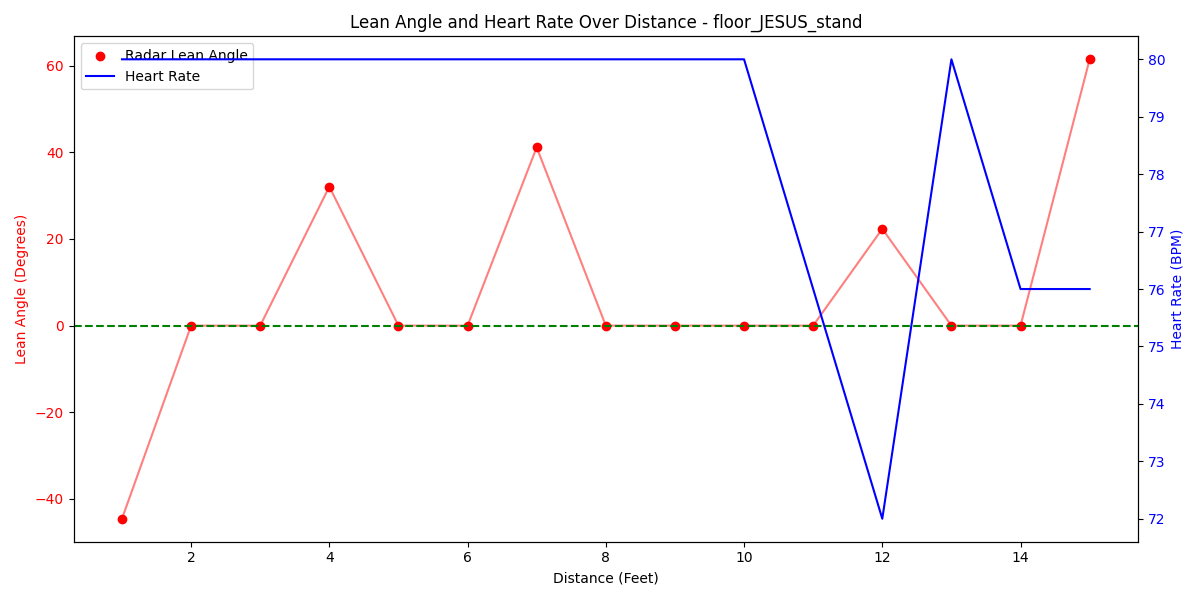 Lean Angle and Heart Rate Over Distance - floor_JESUS_stand
Radar Lean Angle
Heart Rate
60
40
20
0
−20
−40
Lean Angle (Degrees)
80
79
78
77
76
75
74
73
72
Heart Rate (BPM)
2 4 6 8 10 12 14
Distance (Feet)